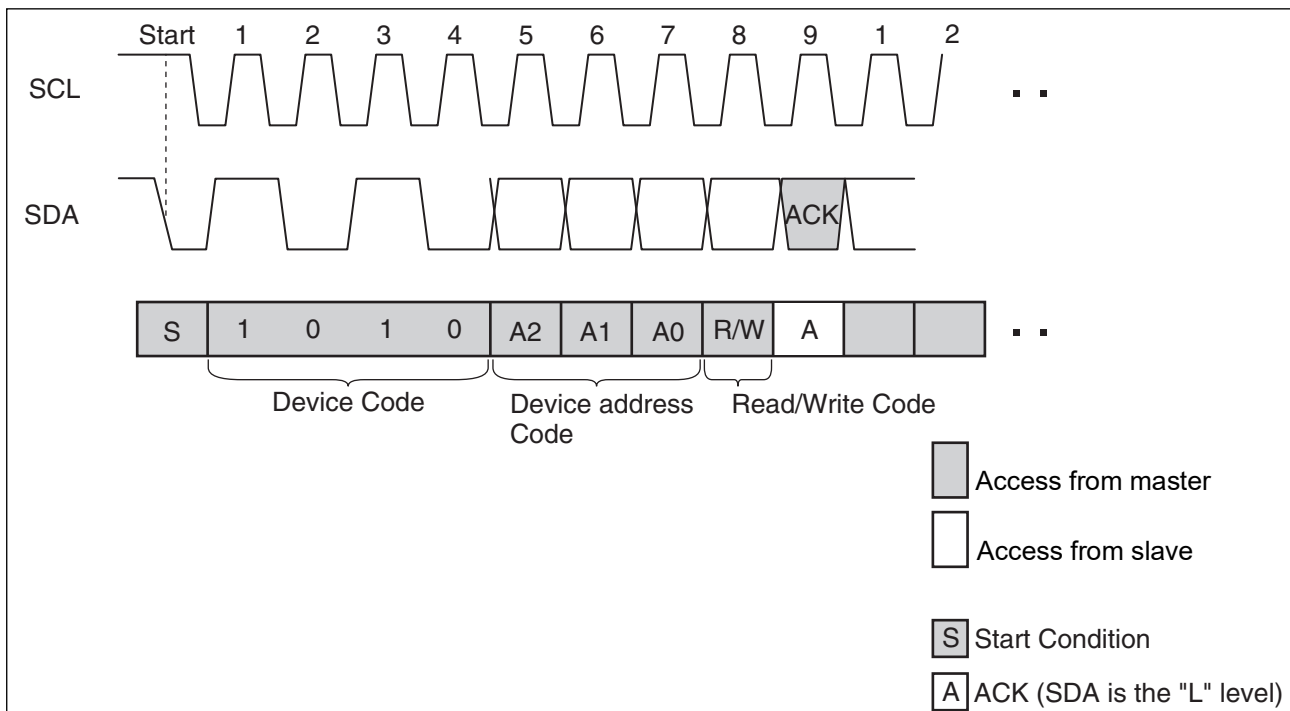 Start 1 2 3 4 5 6 7 8 9 1 2
SCL
SDA
ACK
S 1 0 1 0 A2 A1 A0 R/W A
Device Code
Device address
Code
Read/Write Code
Access from master
Access from slave
S Start Condition
A ACK (SDA is the "L" level)